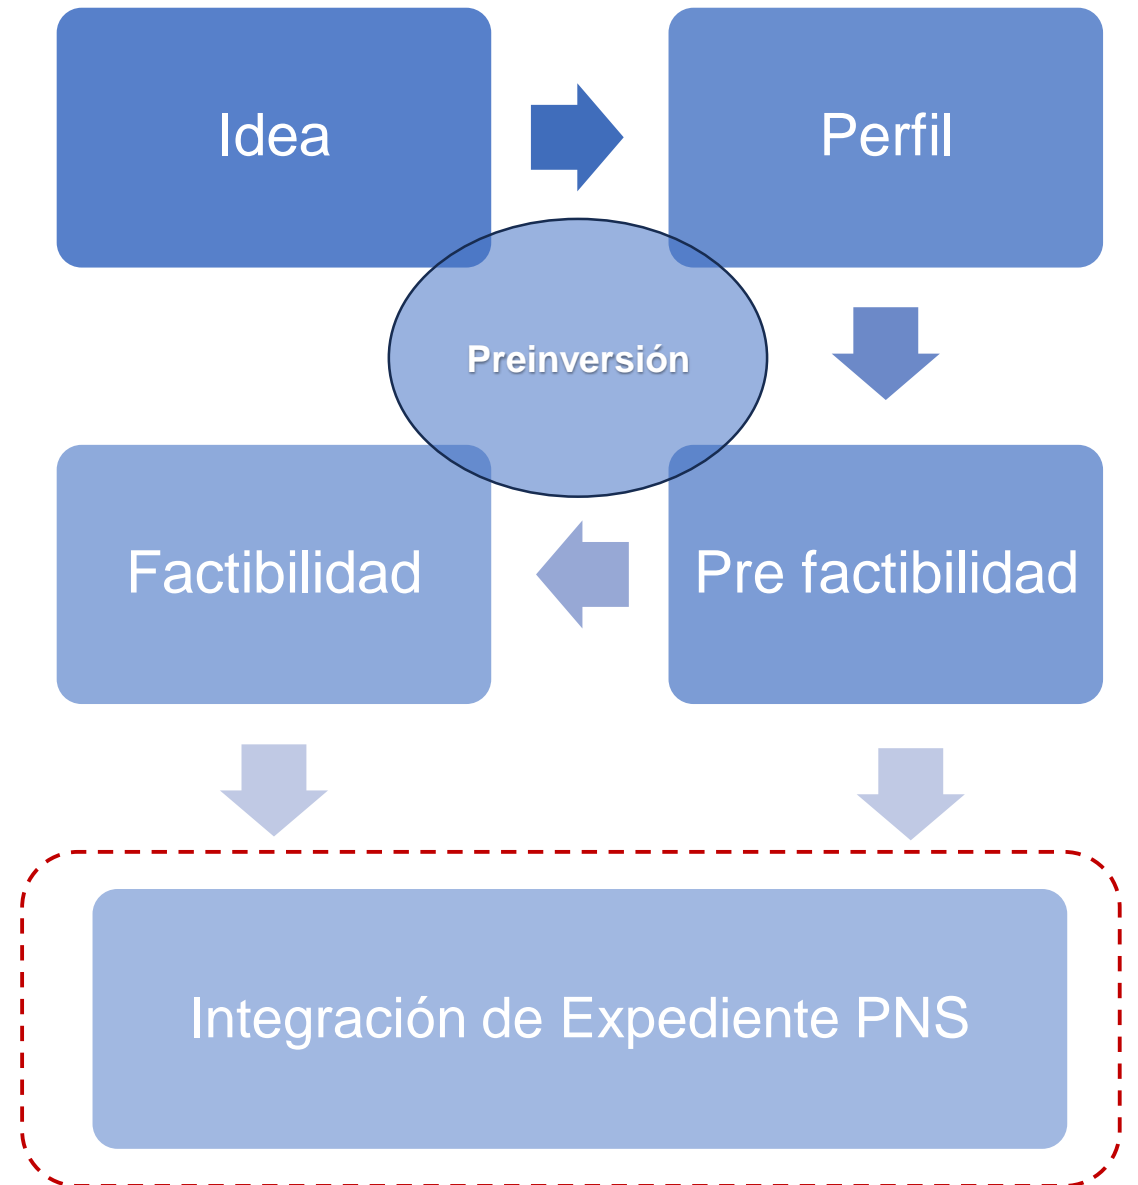 Idea
Perfil
Preinversión
Factibilidad
Pre factibilidad
Integración de Expediente PNS